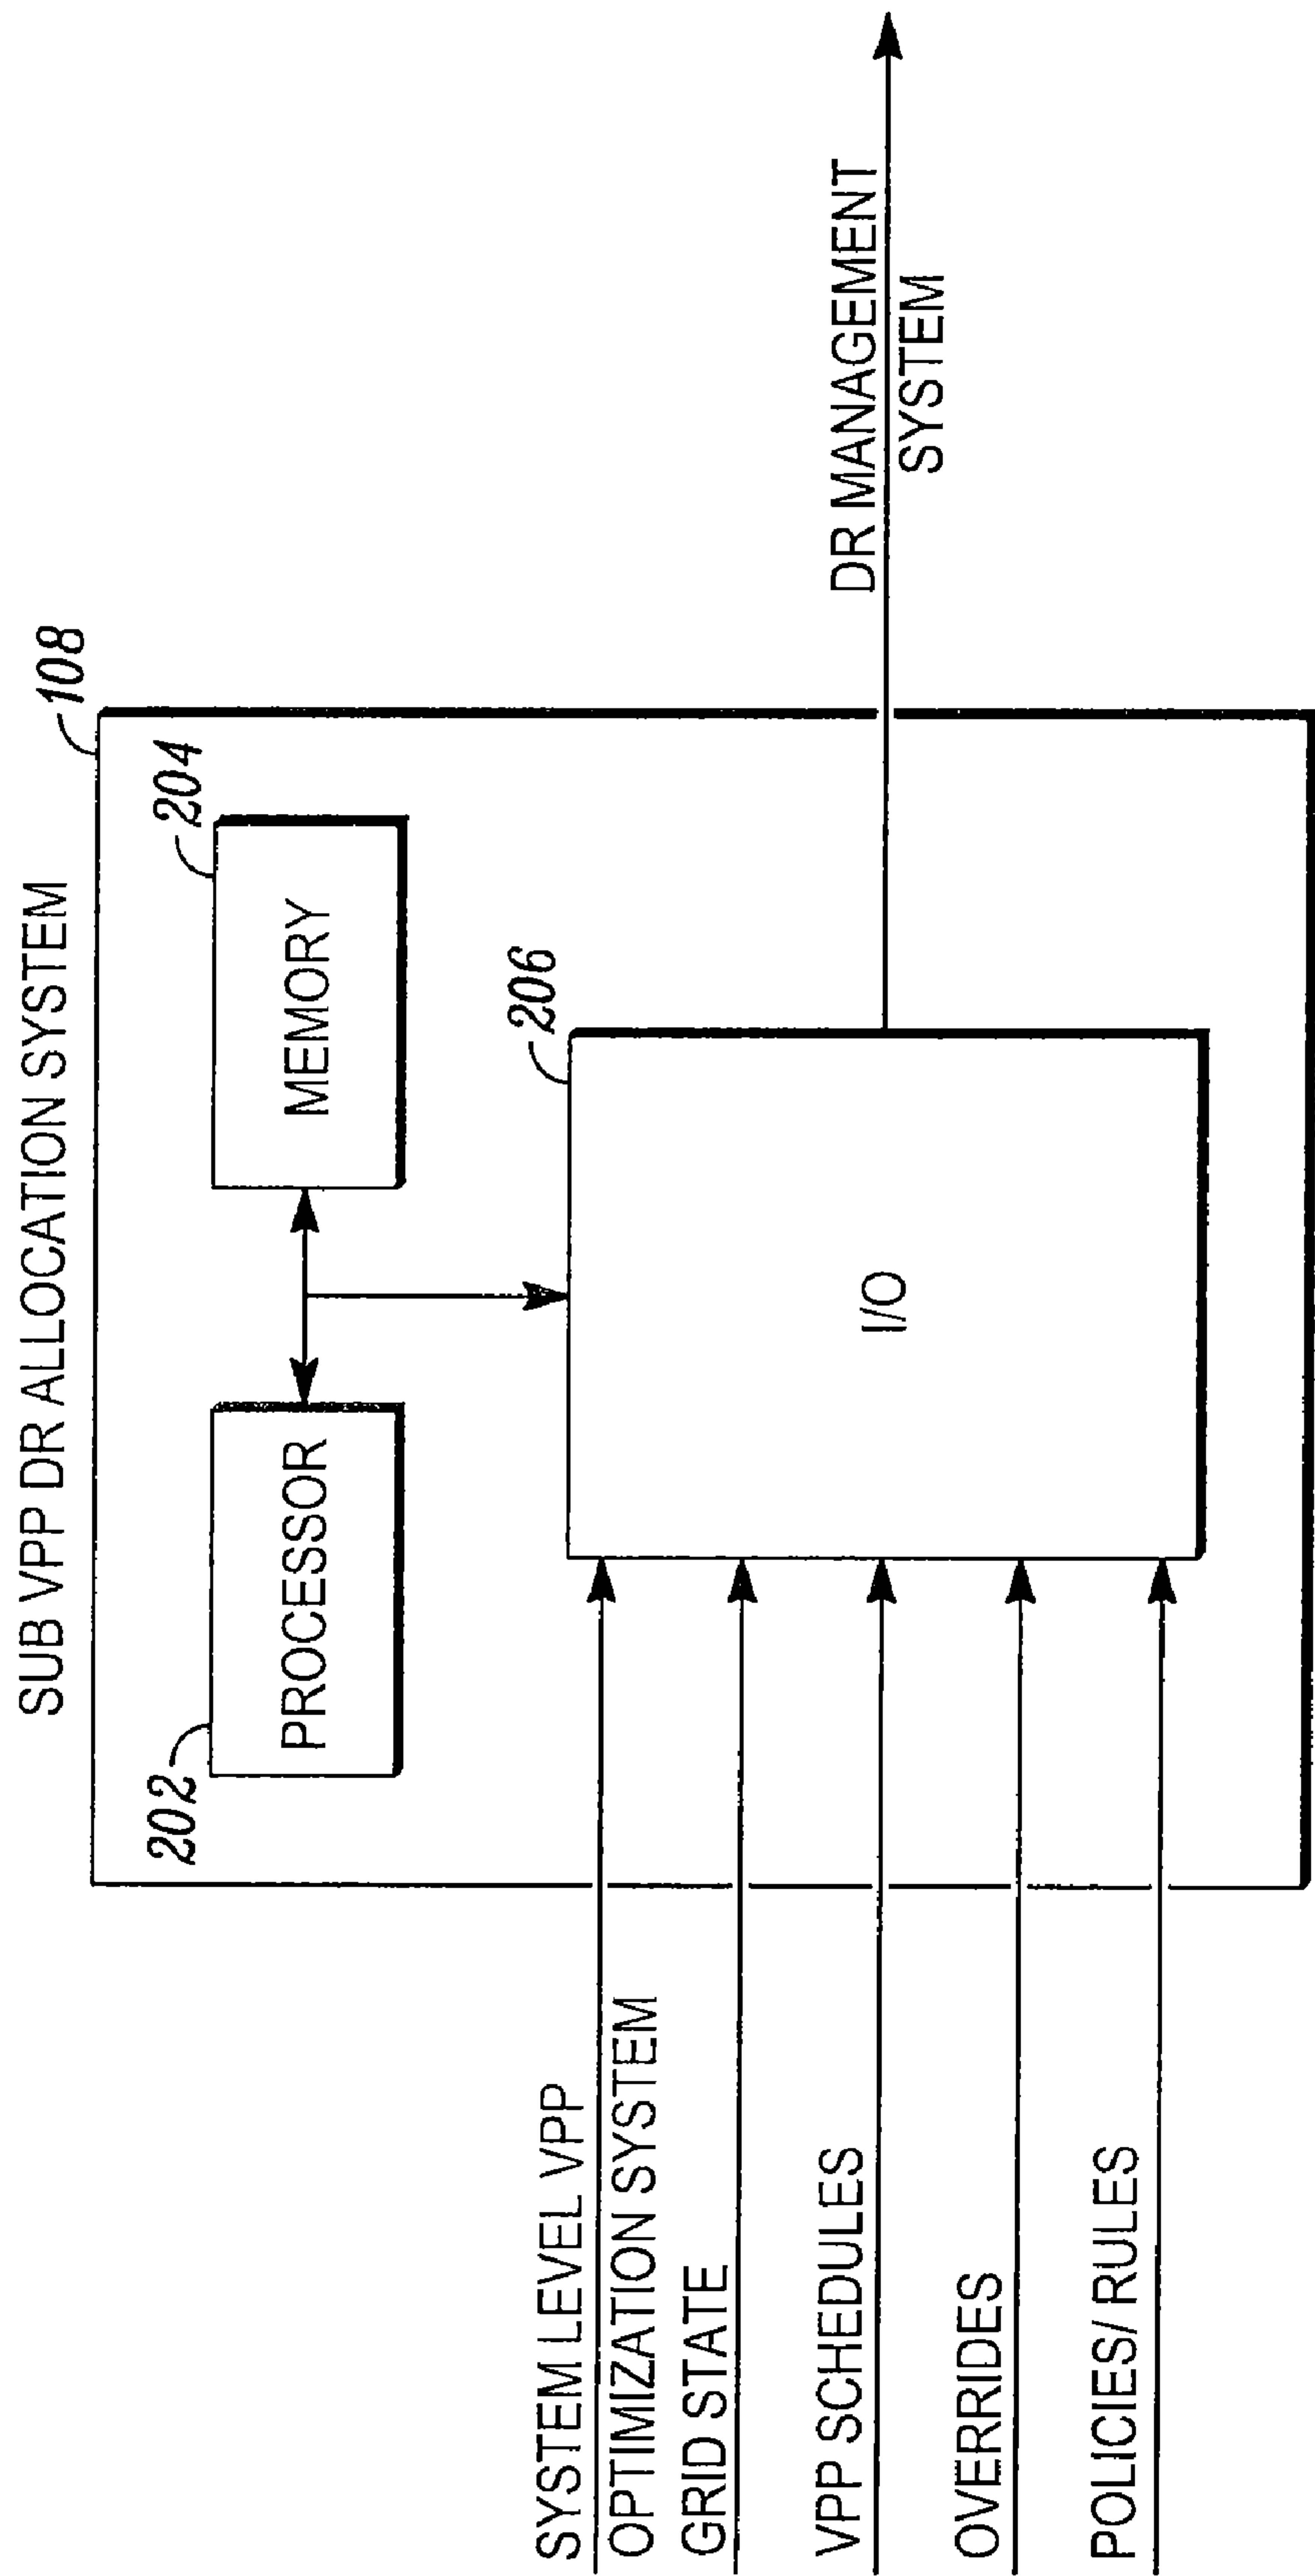 SUB VPP DR ALLOCATION SYSTEM
108
202
PROCESSOR
204
MEMORY
206
I/O
SYSTEM LEVEL VPP
OPTIMIZATION SYSTEM
GRID STATE
VPP SCHEDULES
OVERRIDES
POLICIES/ RULES
DR MANAGEMENT
SYSTEM